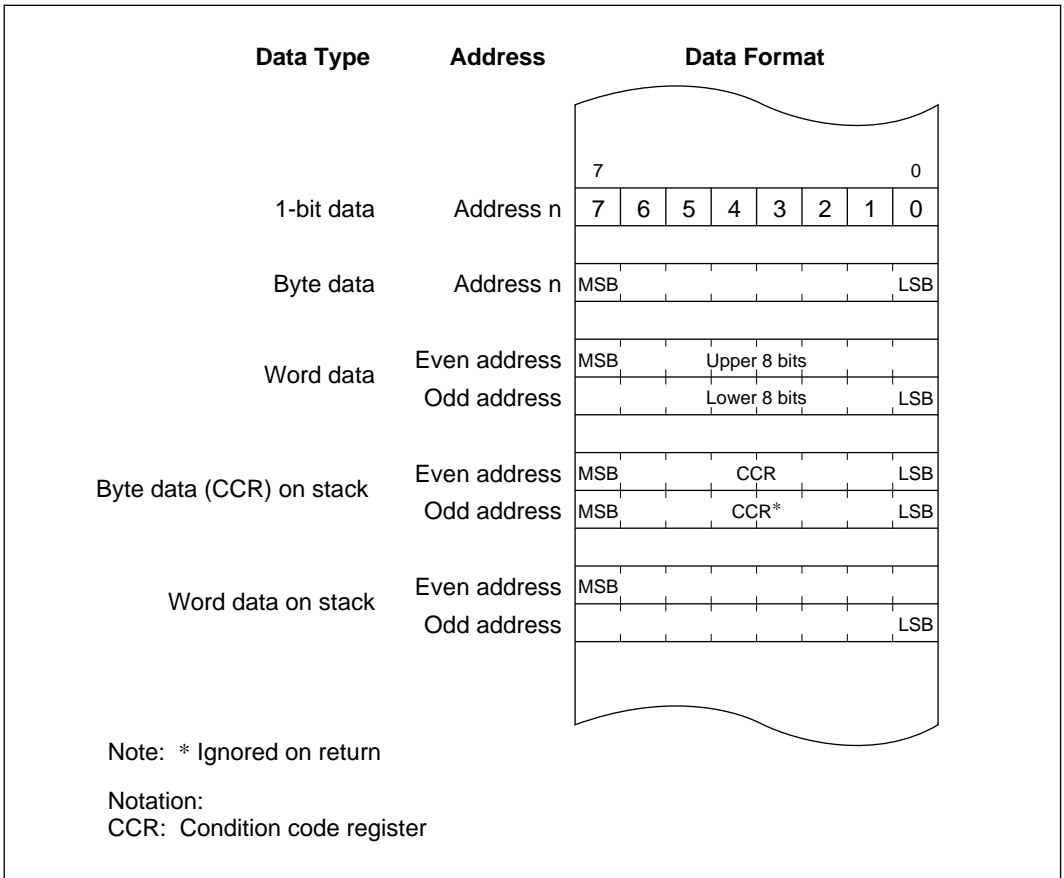 Data Type Address Data Format
7 0
1-bit data Address n 7 6 5 4 3 2 1 0
Byte data Address n MSB LSB
Word data
Even address MSB Upper 8 bits
Odd address Lower 8 bits LSB
Byte data (CCR) on stack
Even address MSB CCR LSB
Odd address MSB CCR* LSB
Word data on stack
Even address MSB
Odd address LSB
Note: * Ignored on return
Notation:
CCR: Condition code register